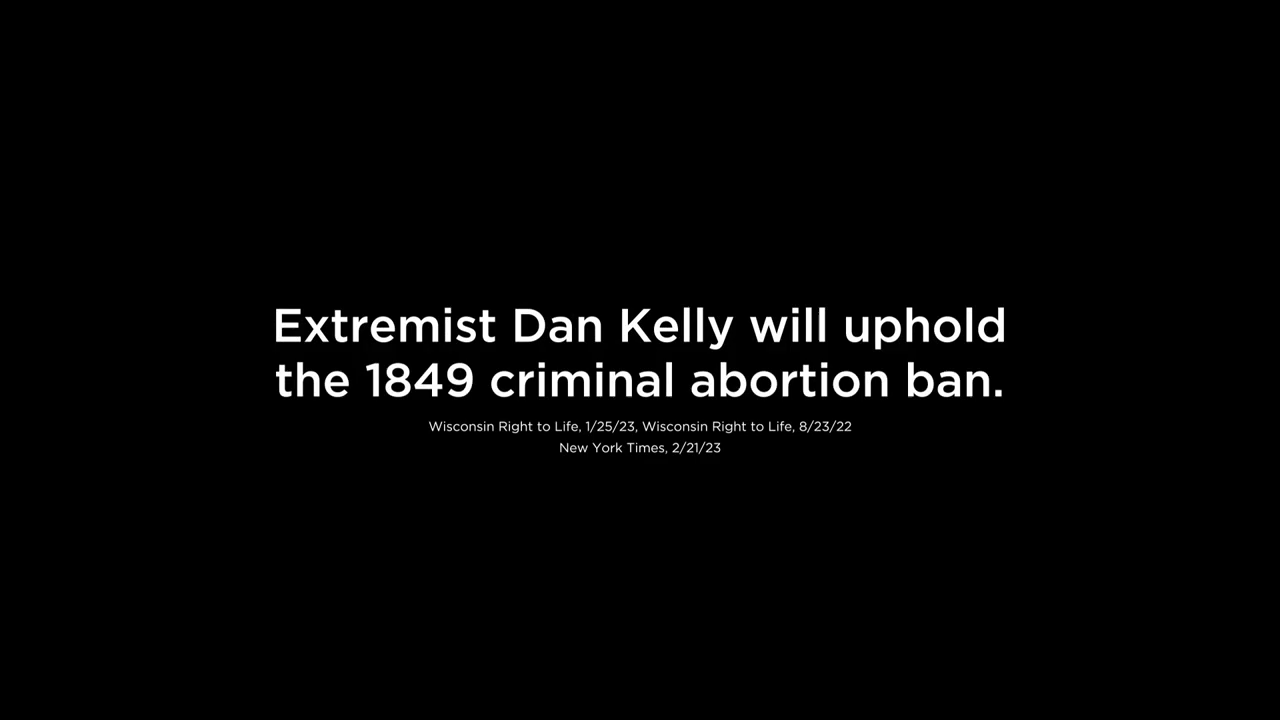 Extremist Dan Kelly will uphold
the 1849 criminal abortion ban.
Wisconsin Right to Life, 1/25/23, Wisconsin Right to Life, 8/23/22
New York Times, 2/21/23